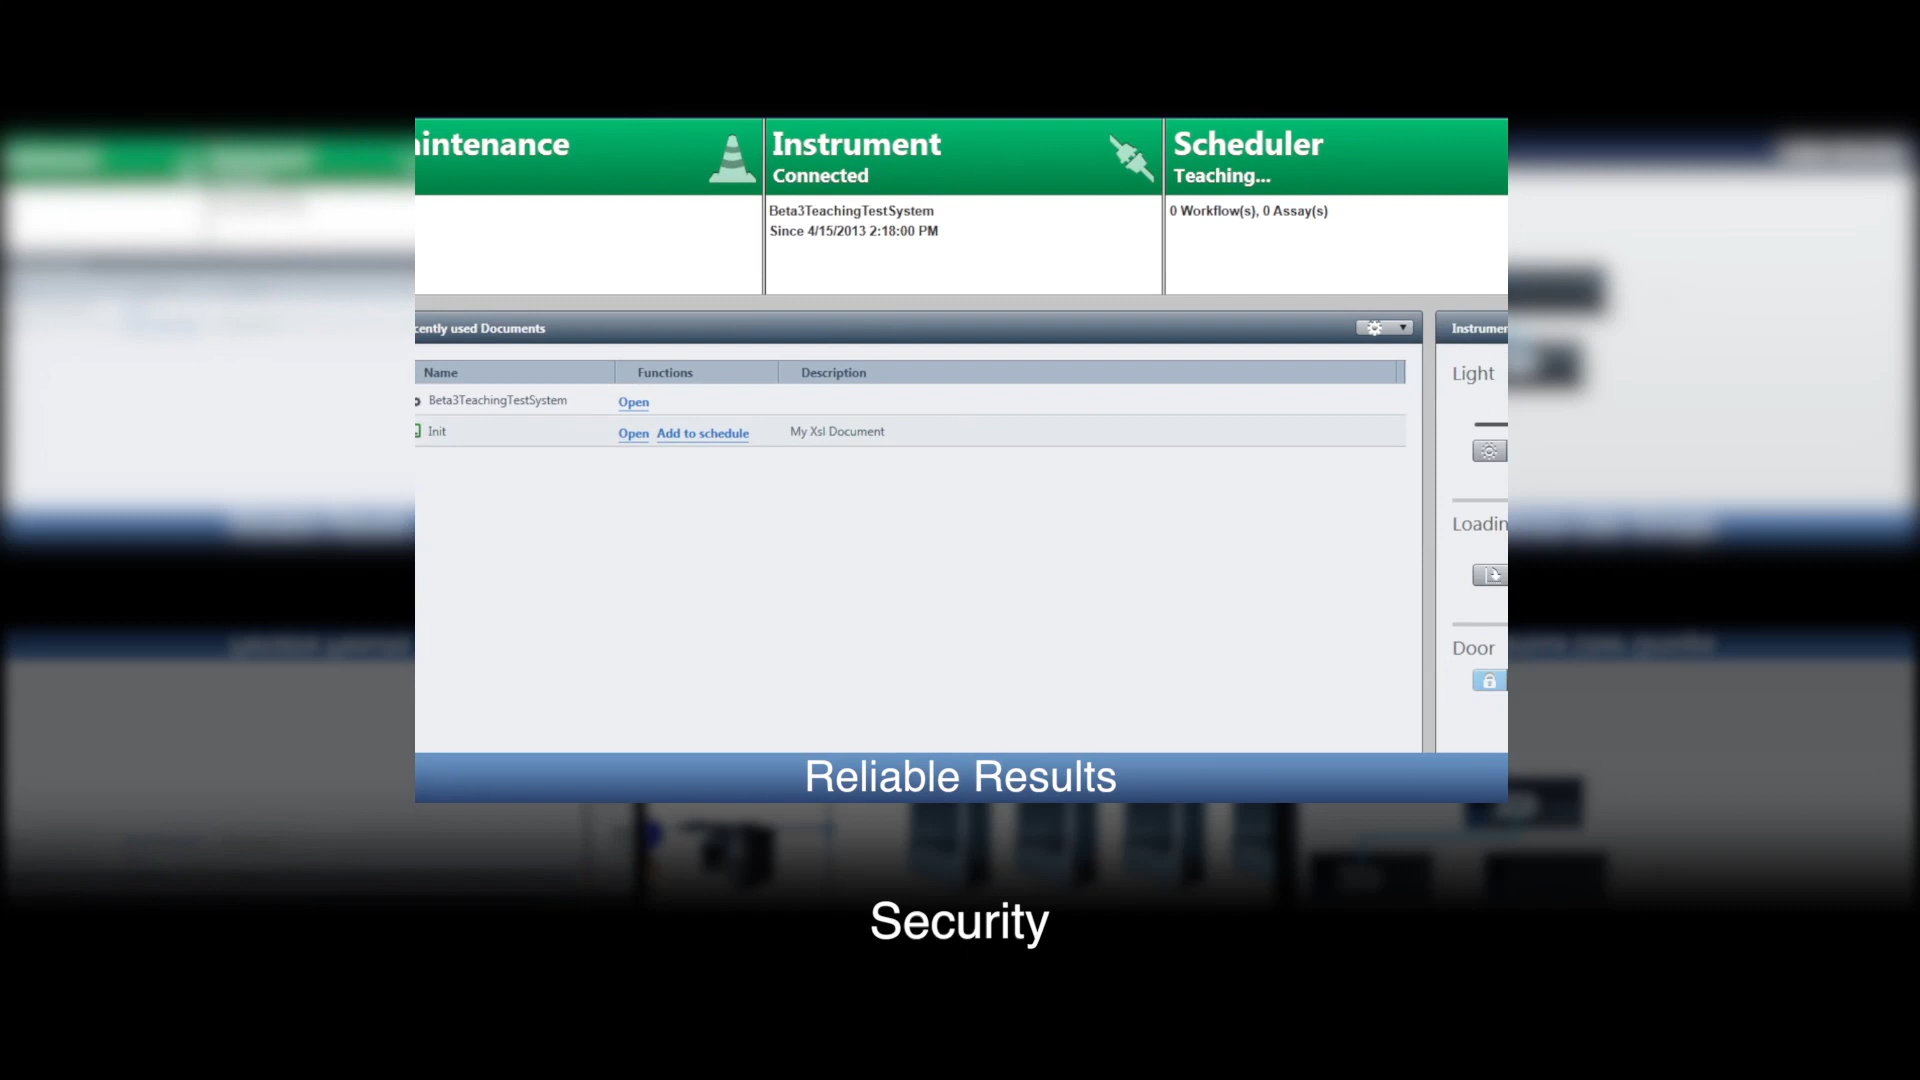 intenance
Instrument
Connected
Scheduler
Teaching...
Beta3TeachingTestSystem
Since 4/15/2013 2:18:00 PM
0 Workflow(s), 0 Assay(s)
cently used Documents
Instrumen
Name Functions Description
Beta3TeachingTestSystem Open
Init Open Add to schedule My Xsl Document
Light
Loadin
Door
Reliable Results
Security